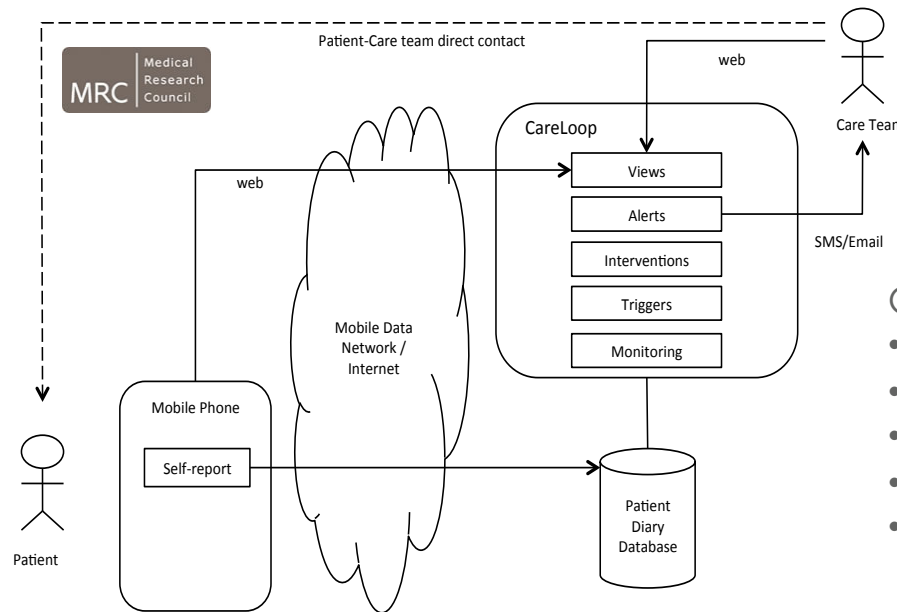 Patient-Care team direct contact
MRC
Medical
Research
Council
web
Care Team
CareLoop
web
Views
Alerts
SMS/Email
Interventions
Triggers
Mobile Data
Network /
Internet
Monitoring
Mobile Phone
Self-report
Patient
Diary
Database
Patient